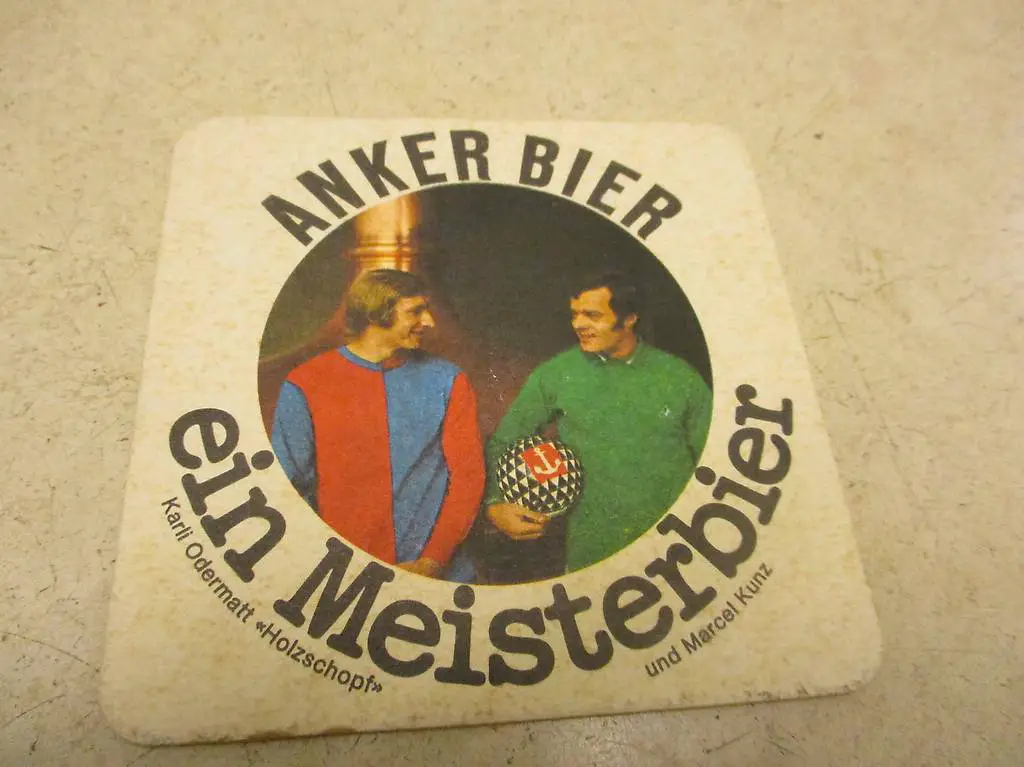 ANKER BIER
ein Meisterbier
Karli Odermatt «Holzschopf»
und Marcel Kunz